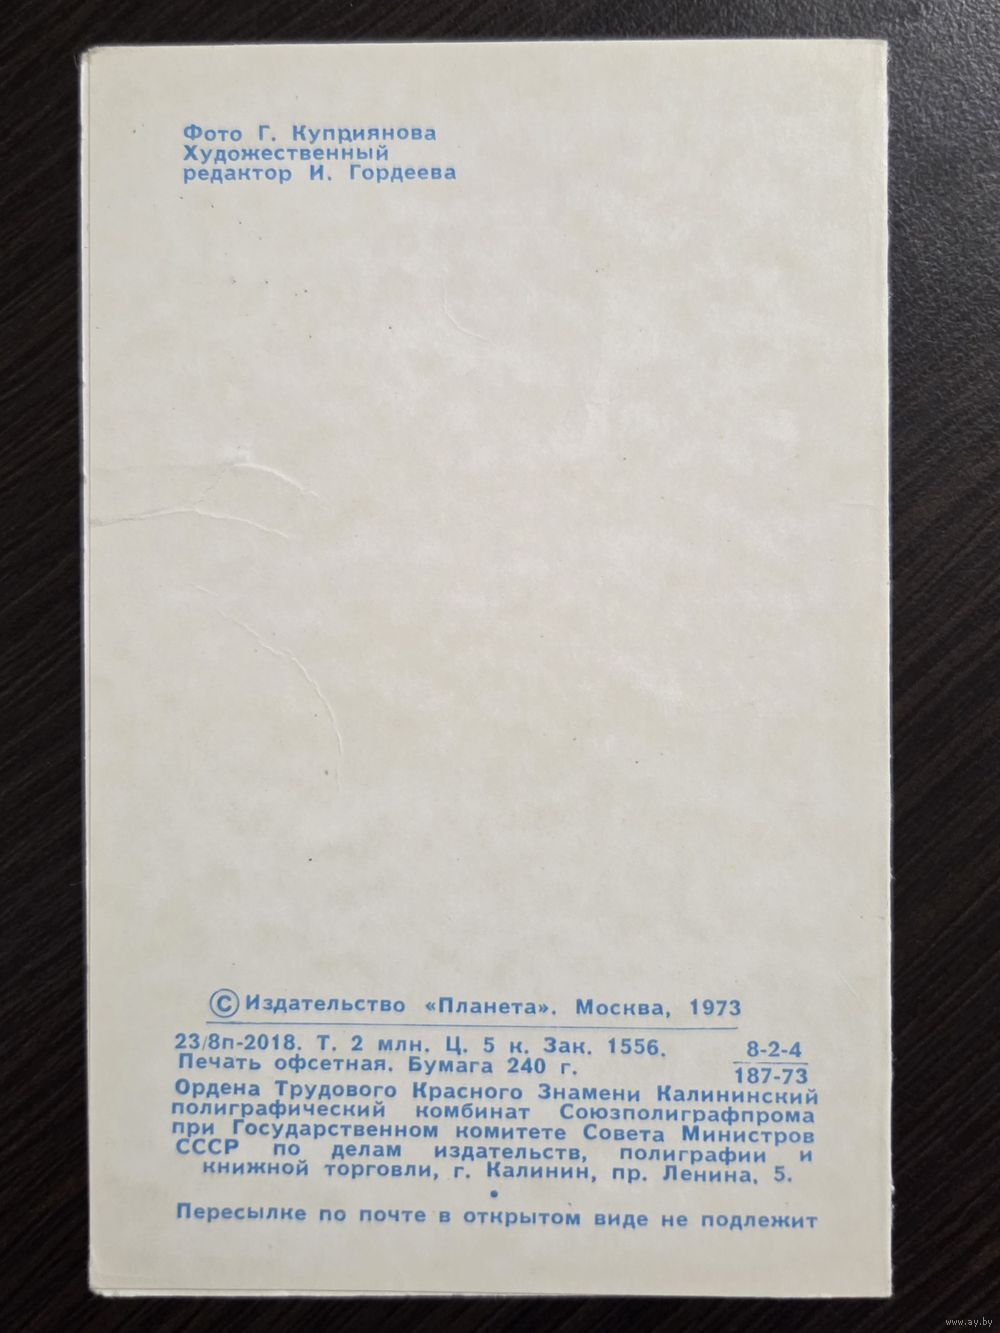 Фото Г. Куприянова
Художественный
редактор И. Гордеева
©Издательство «Планета». Москва, 1973
23/8п-2018. Т. 2 млн. Ц. 5 к. Зак. 1556.
Печать офсетная. Бумага 240 г.
8-2-4
187-73
Ордена Трудового Красного Знамени Калининский
полиграфический комбинат Союзполиграфпрома
при Государственном комитете Совета Министров
СССР по делам издательств, полиграфии и
книжной торговли, г. Калинин, пр. Ленина, 5.
•
Пересылке по почте в открытом виде не подлежит
www.ay.by